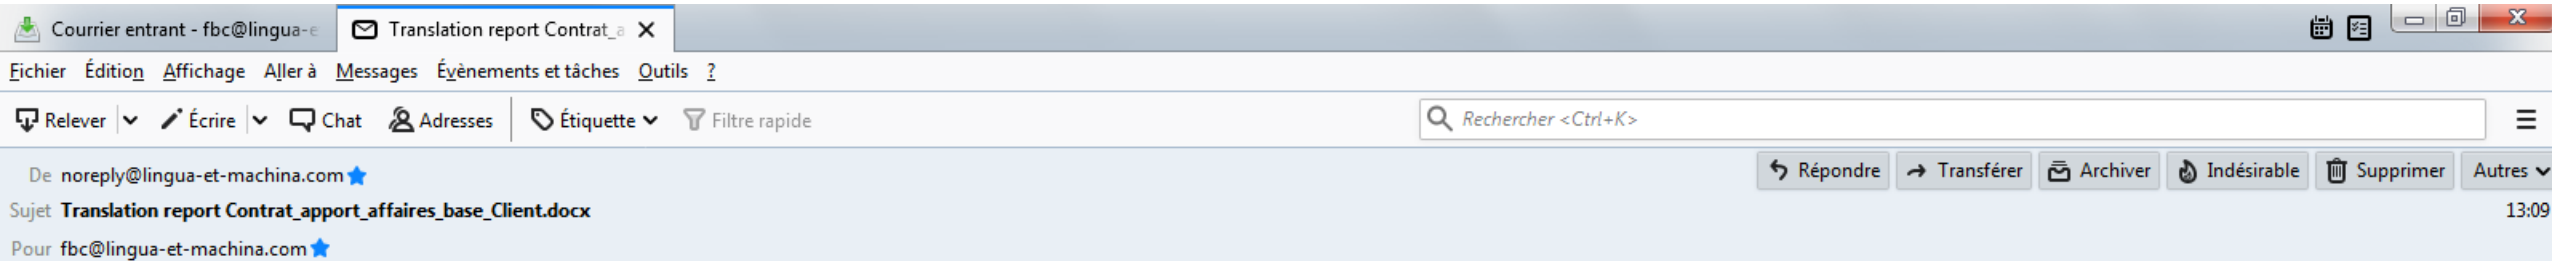 Courrier entrant - fbc@lingua-e
Translation report Contrat_a
Fichier Édition Affichage Aller à Messages Évènements et tâches Outils ?
Relever Écrire Chat Adresses Étiquette Filtre rapide Rechercher <Ctrl+K>
De noreply@lingua-et-machina.com Répondre Transférer Archiver Indésirable Supprimer Autres
Sujet Translation report Contrat_apport_affaires_base_Client.docx 13:09
Pour fbc@lingua-et-machina.com